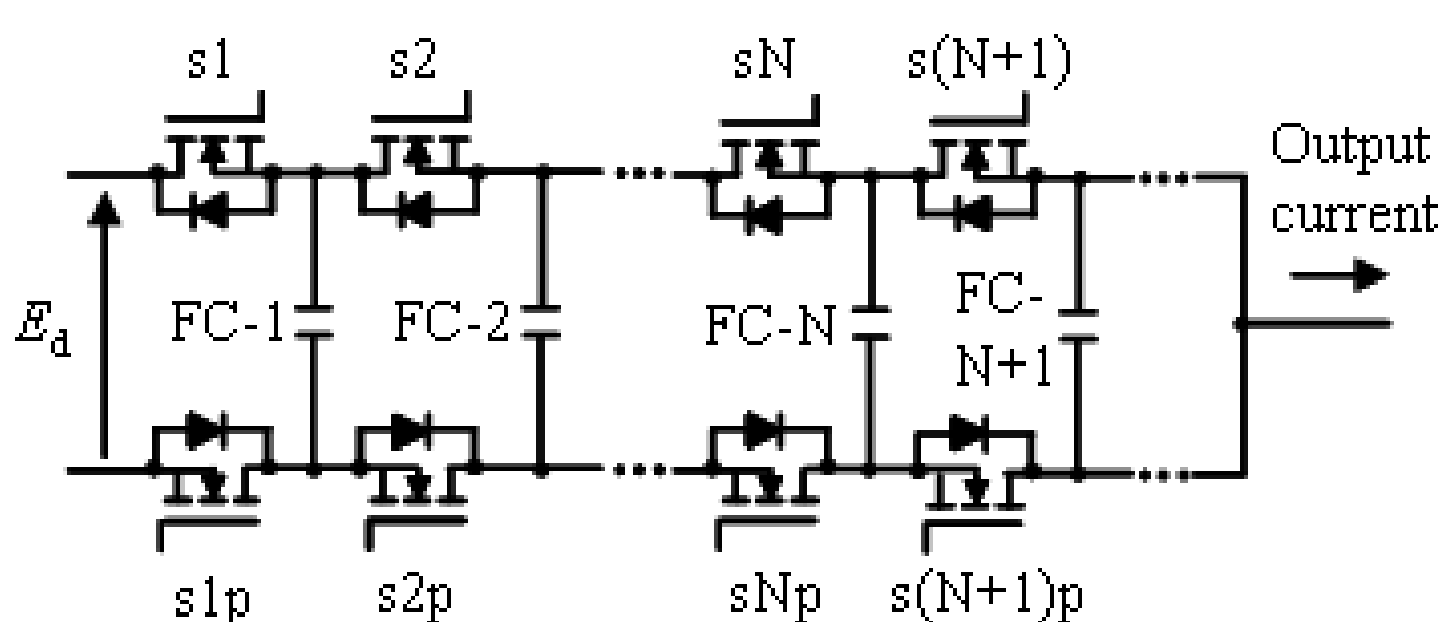 s1
s2
sN
s(N+1)
Output
current
Ed
FC-1
FC-2
FC-N
FC-
N+1
s1p
s2p
sNp
s(N+1)p